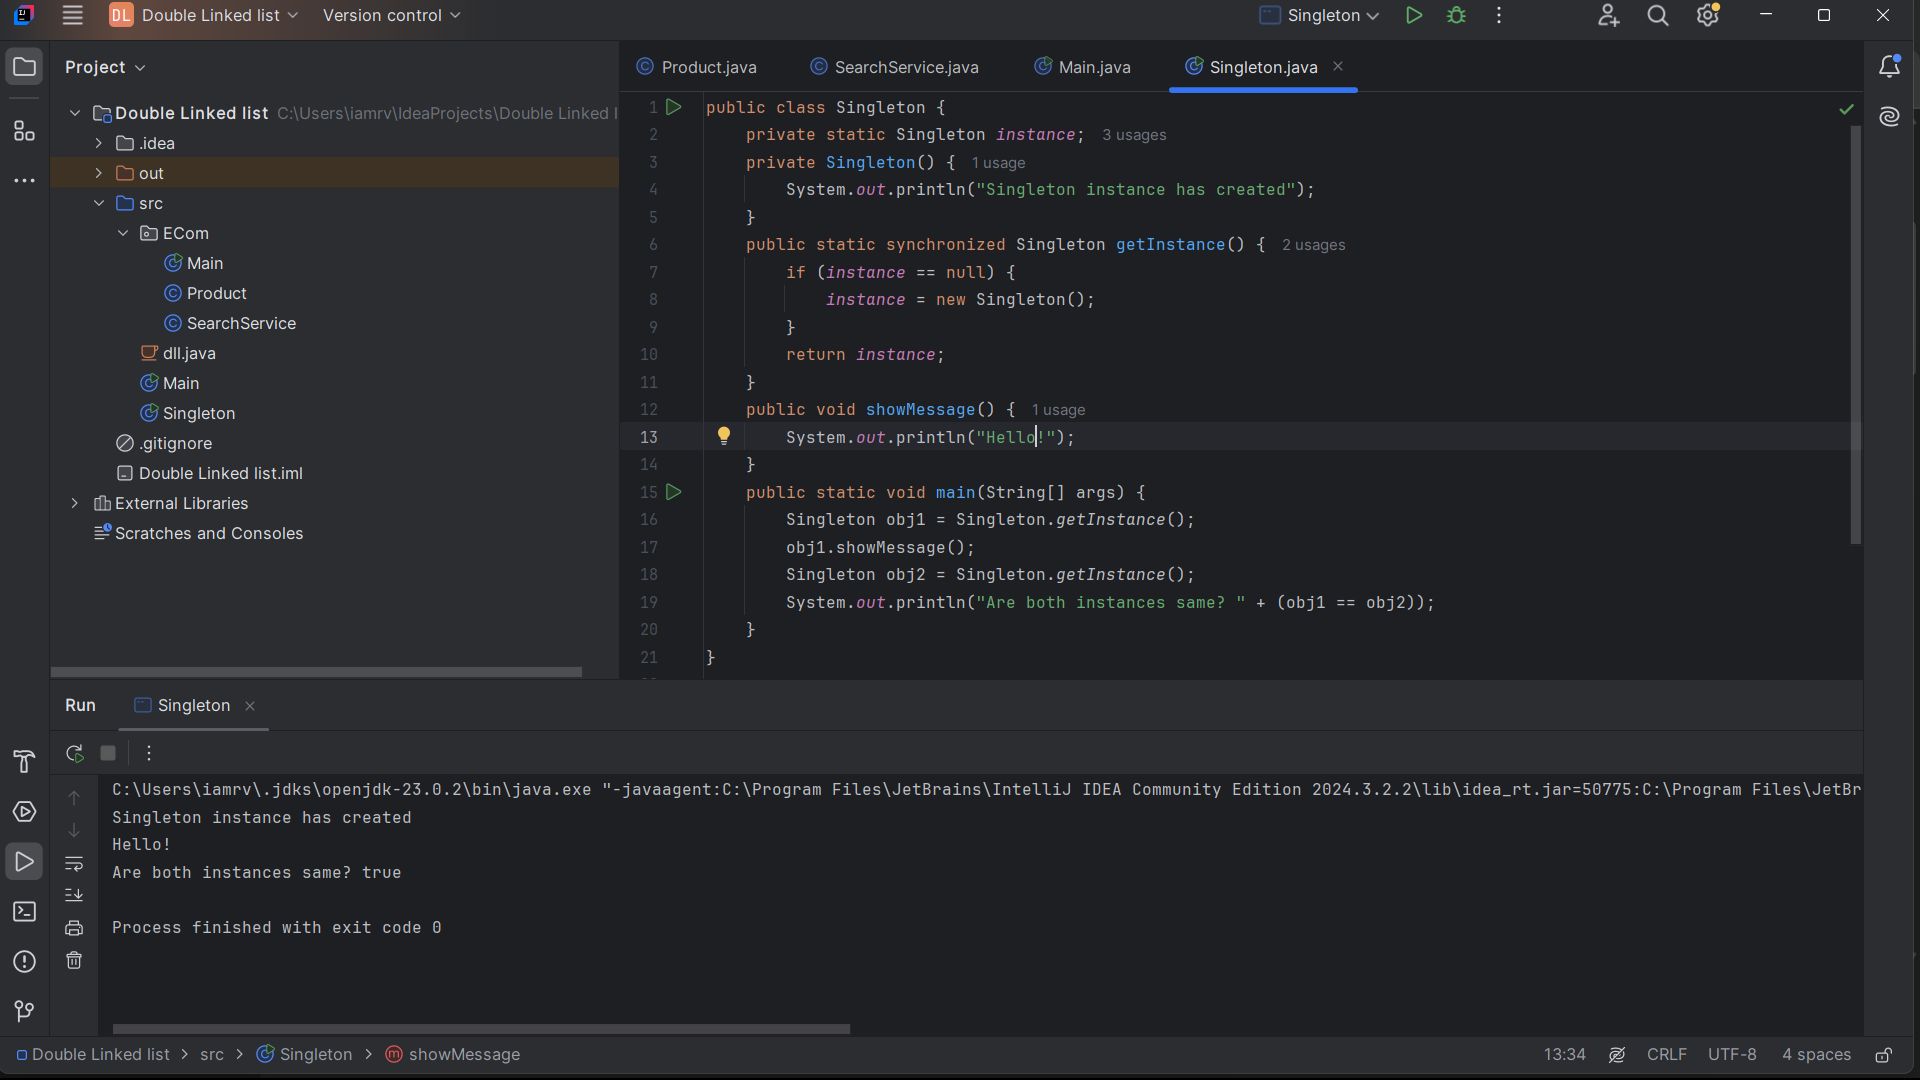 DL Double Linked list Version control Singleton
Project
Product.java SearchService.java Main.java Singleton.java
Double Linked list C:\Users\iamrv\IdeaProjects\Double Linked l
.idea
out
src
ECom
Main
Product
SearchService
dll.java
Main
Singleton
.gitignore
Double Linked list.iml
External Libraries
Scratches and Consoles
1 public class Singleton {
2 private static Singleton instance; 3 usages
3 private Singleton() { 1 usage
4 System.out.println("Singleton instance has created");
5 }
6 public static synchronized Singleton getInstance() { 2 usages
7 if (instance == null) {
8 instance = new Singleton();
9 }
10 return instance;
11 }
12 public void showMessage() { 1 usage
13 System.out.println("Hello!");
14 }
15 public static void main(String[] args) {
16 Singleton obj1 = Singleton.getInstance();
17 obj1.showMessage();
18 Singleton obj2 = Singleton.getInstance();
19 System.out.println("Are both instances same? " + (obj1 == obj2));
20 }
21 }
Run Singleton
C:\Users\iamrv\.jdks\openjdk-23.0.2\bin\java.exe "-javaagent:C:\Program Files\JetBrains\IntelliJ IDEA Community Edition 2024.3.2.2\lib\idea_rt.jar=50775:C:\Program Files\JetBr
Singleton instance has created
Hello!
Are both instances same? true
Process finished with exit code 0
Double Linked list > src > Singleton > showMessage 13:34 CRLF UTF-8 4 spaces